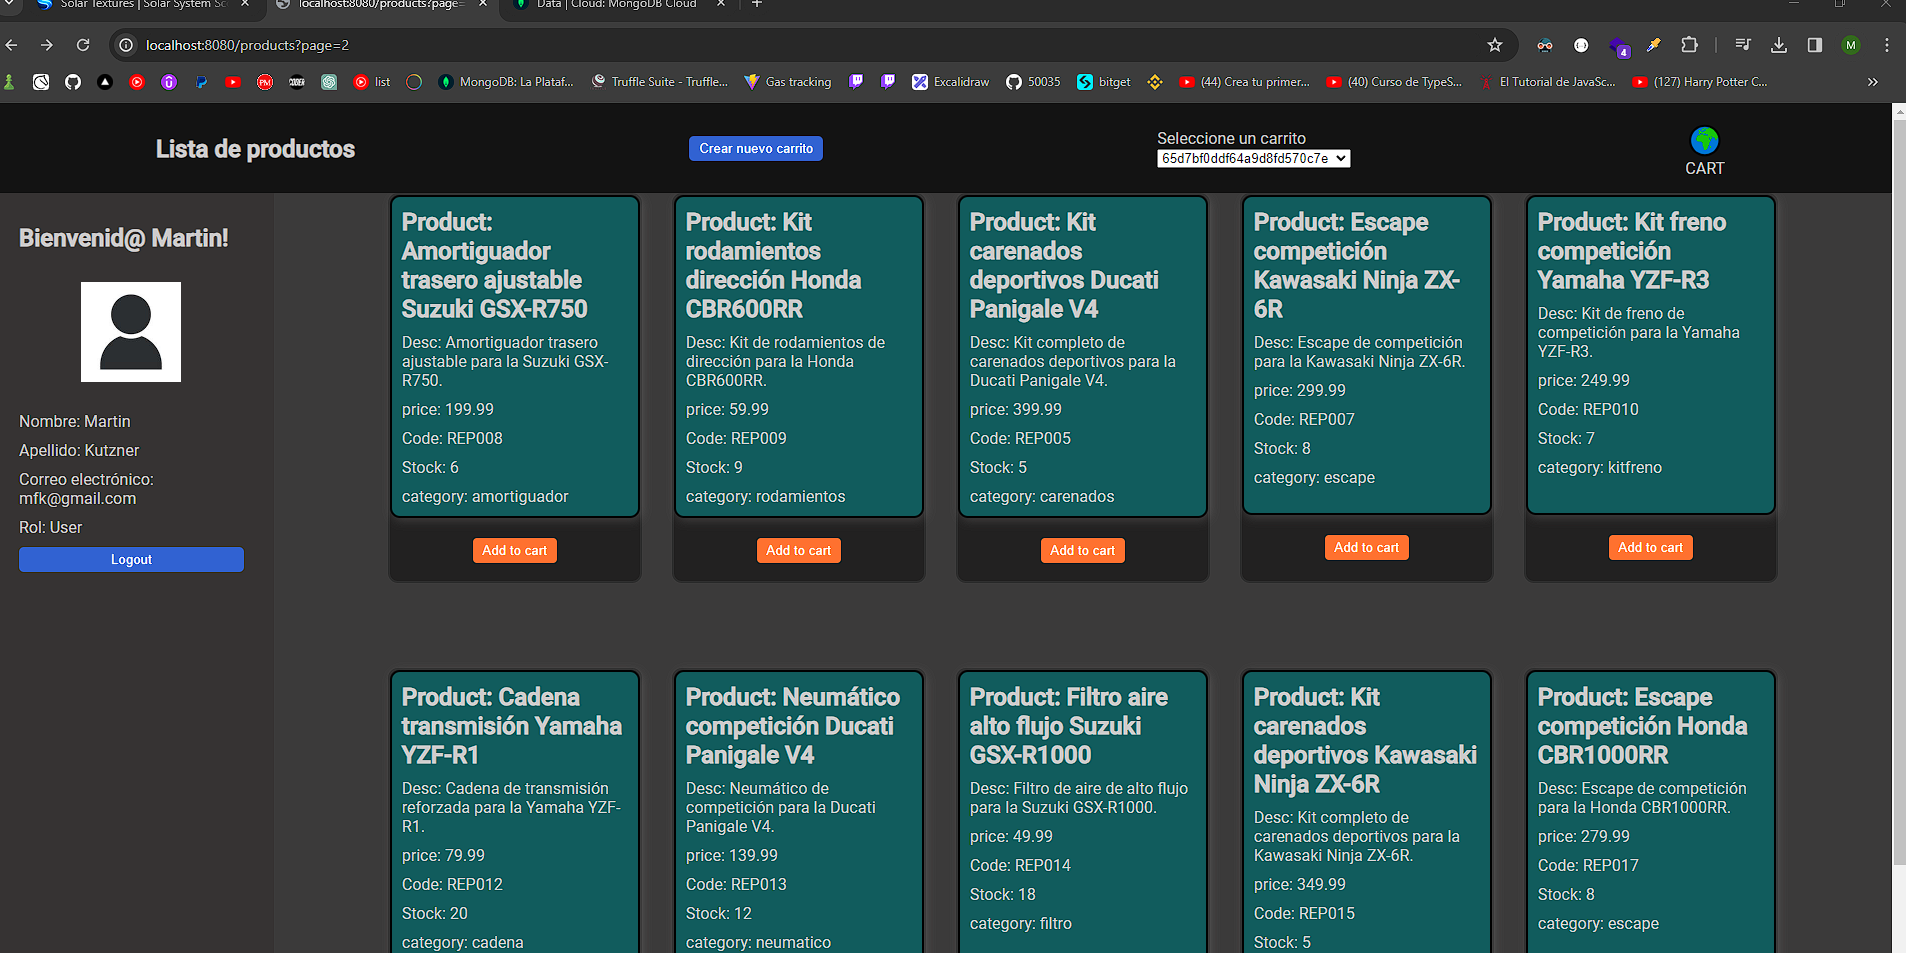 Solar Textures | Solar System Sc
localhost:8080/products?page=
Data | Cloud: MongoDB Cloud
localhost:8080/products?page=2
4
M
PM
CODER
list
MongoDB: La Plataf...
Truffle Suite - Truffle...
Gas tracking
Excalidraw
50035
bitget
(44) Crea tu primer...
(40) Curso de TypeS...
El Tutorial de JavaSc...
(127) Harry Potter C...
Lista de productos
Crear nuevo carrito
Seleccione un carrito
65d7bf0ddf64a9d8fd570c7e
CART
Bienvenid@ Martin!
Nombre: Martin
Apellido: Kutzner
Correo electrónico:
mfk@gmail.com
Rol: User
Logout
Product:
Amortiguador
trasero ajustable
Suzuki GSX-R750
Desc: Amortiguador trasero
ajustable para la Suzuki GSX-
R750.
price: 199.99
Code: REP008
Stock: 6
category: amortiguador
Add to cart
Product: Kit
rodamientos
dirección Honda
CBR600RR
Desc: Kit de rodamientos de
dirección para la Honda
CBR600RR.
price: 59.99
Code: REP009
Stock: 9
category: rodamientos
Add to cart
Product: Kit
carenados
deportivos Ducati
Panigale V4
Desc: Kit completo de
carenados deportivos para la
Ducati Panigale V4.
price: 399.99
Code: REP005
Stock: 5
category: carenados
Add to cart
Product: Escape
competición
Kawasaki Ninja ZX-
6R
Desc: Escape de competición
para la Kawasaki Ninja ZX-6R.
price: 299.99
Code: REP007
Stock: 8
category: escape
Add to cart
Product: Kit freno
competición
Yamaha YZF-R3
Desc: Kit de freno de
competición para la Yamaha
YZF-R3.
price: 249.99
Code: REP010
Stock: 7
category: kitfreno
Add to cart
Product: Cadena
transmisión Yamaha
YZF-R1
Desc: Cadena de transmisión
reforzada para la Yamaha YZF-
R1.
price: 79.99
Code: REP012
Stock: 20
category: cadena
Product: Neumático
competición Ducati
Panigale V4
Desc: Neumático de
competición para la Ducati
Panigale V4.
price: 139.99
Code: REP013
Stock: 12
category: neumatico
Product: Filtro aire
alto flujo Suzuki
GSX-R1000
Desc: Filtro de aire de alto flujo
para la Suzuki GSX-R1000.
price: 49.99
Code: REP014
Stock: 18
category: filtro
Product: Kit
carenados
deportivos Kawasaki
Ninja ZX-6R
Desc: Kit completo de
carenados deportivos para la
Kawasaki Ninja ZX-6R.
price: 349.99
Code: REP015
Stock: 5
Product: Escape
competición Honda
CBR1000RR
Desc: Escape de competición
para la Honda CBR1000RR.
price: 279.99
Code: REP017
Stock: 8
category: escape